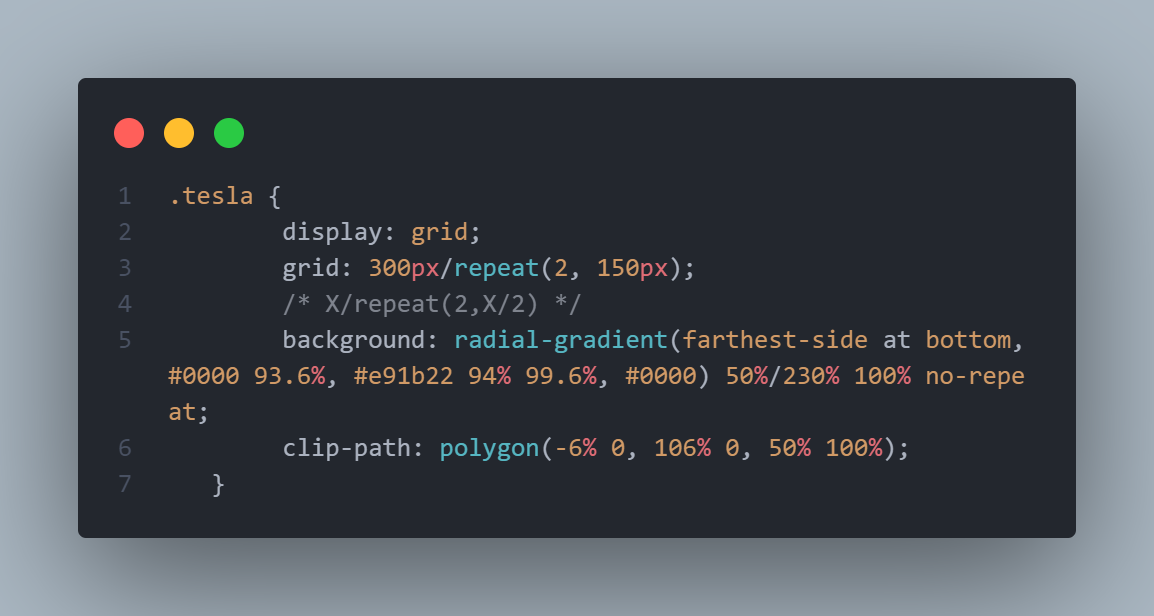 1 .tesla {
2 display: grid;
3 grid: 300px/repeat(2, 150px);
4 /* X/repeat(2,X/2) */
5 background: radial-gradient(farthest-side at bottom,
#0000 93.6%, #e91b22 94% 99.6%, #0000) 50%/230% 100% no-repe
at;
6 clip-path: polygon(-6% 0, 106% 0, 50% 100%);
7 }